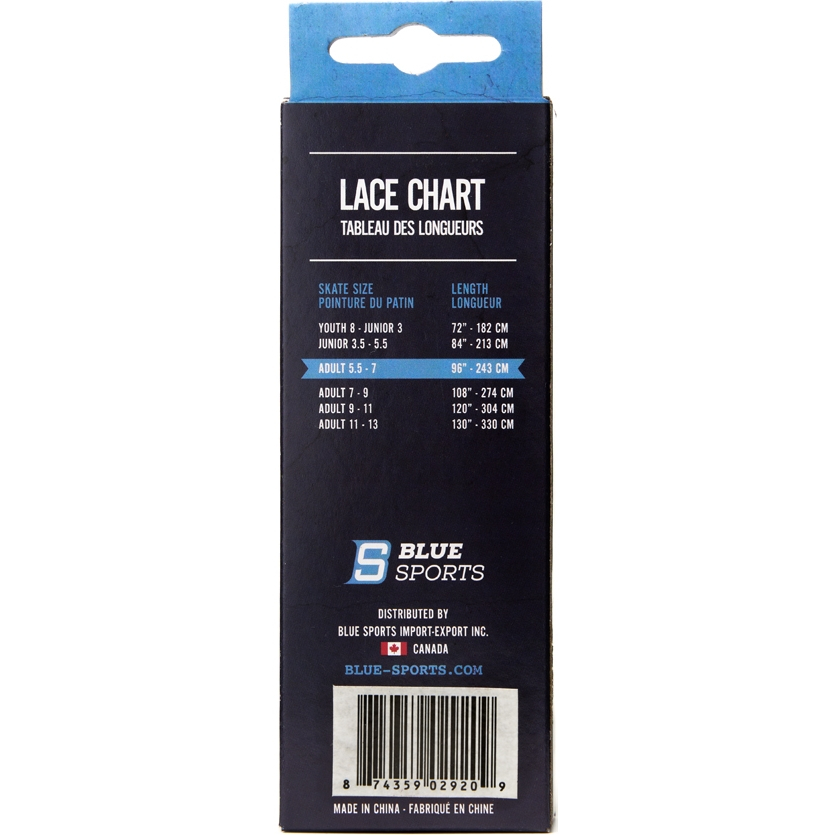 LACE CHART
TABLEAU DES LONGUEURS
SKATE SIZE LENGTH
POINTURE DU PATIN LONGUEUR
YOUTH 8 - JUNIOR 3 72" - 182 CM
JUNIOR 3.5 - 5.5 84" - 213 CM
ADULT 5.5 - 7 96" - 243 CM
ADULT 7 - 9 108" - 274 CM
ADULT 9 - 11 120" - 304 CM
ADULT 11 - 13 130" - 330 CM
S BLUE
SPORTS
DISTRIBUTED BY
BLUE SPORTS IMPORT-EXPORT INC.
CANADA
BLUE-SPORTS.COM
8 74359 02920 9
MADE IN CHINA - FABRIQUÉ EN CHINE